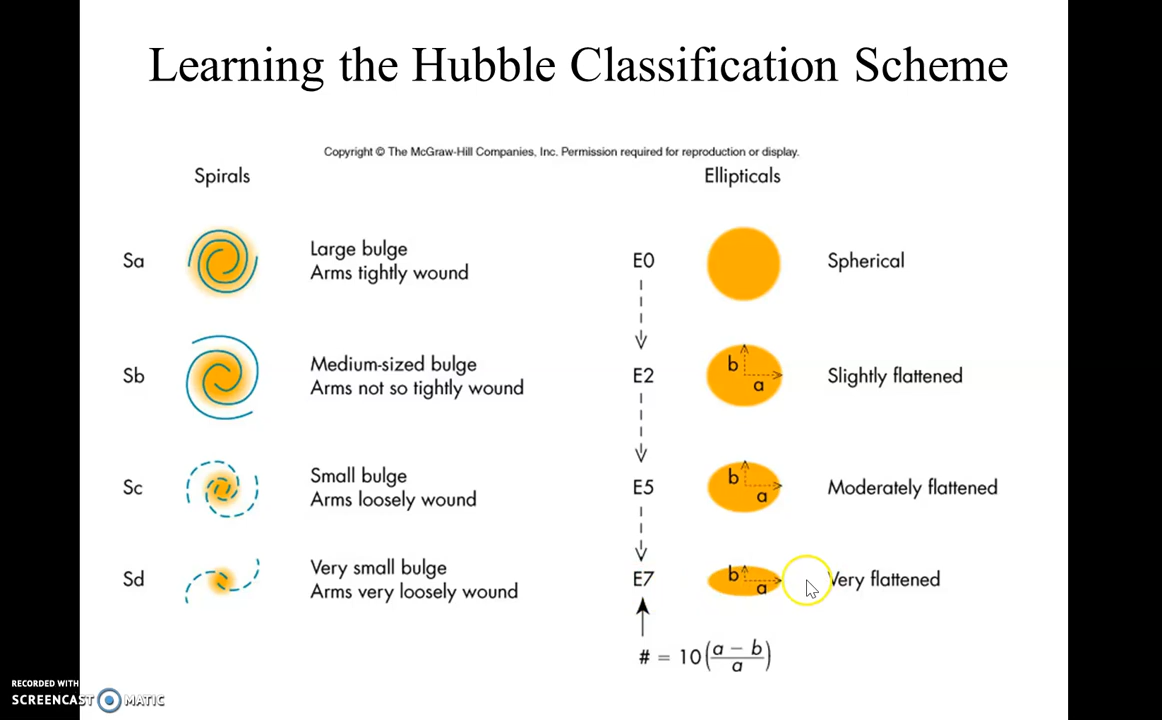 Learning the Hubble Classification Scheme
Copyright © The McGraw-Hill Companies, Inc. Permission required for reproduction or display.
Spirals
Sa
Large bulge
Arms tightly wound
Sb
Medium-sized bulge
Arms not so tightly wound
Sc
Small bulge
Arms loosely wound
Sd
Very small bulge
Arms very loosely wound
Ellipticals
E0
Spherical
E2
b
a
Slightly flattened
E5
b
a
Moderately flattened
E7
b
a
Very flattened
# = 10(a − b/a)
RECORDED WITH
SCREENCAST MATIC